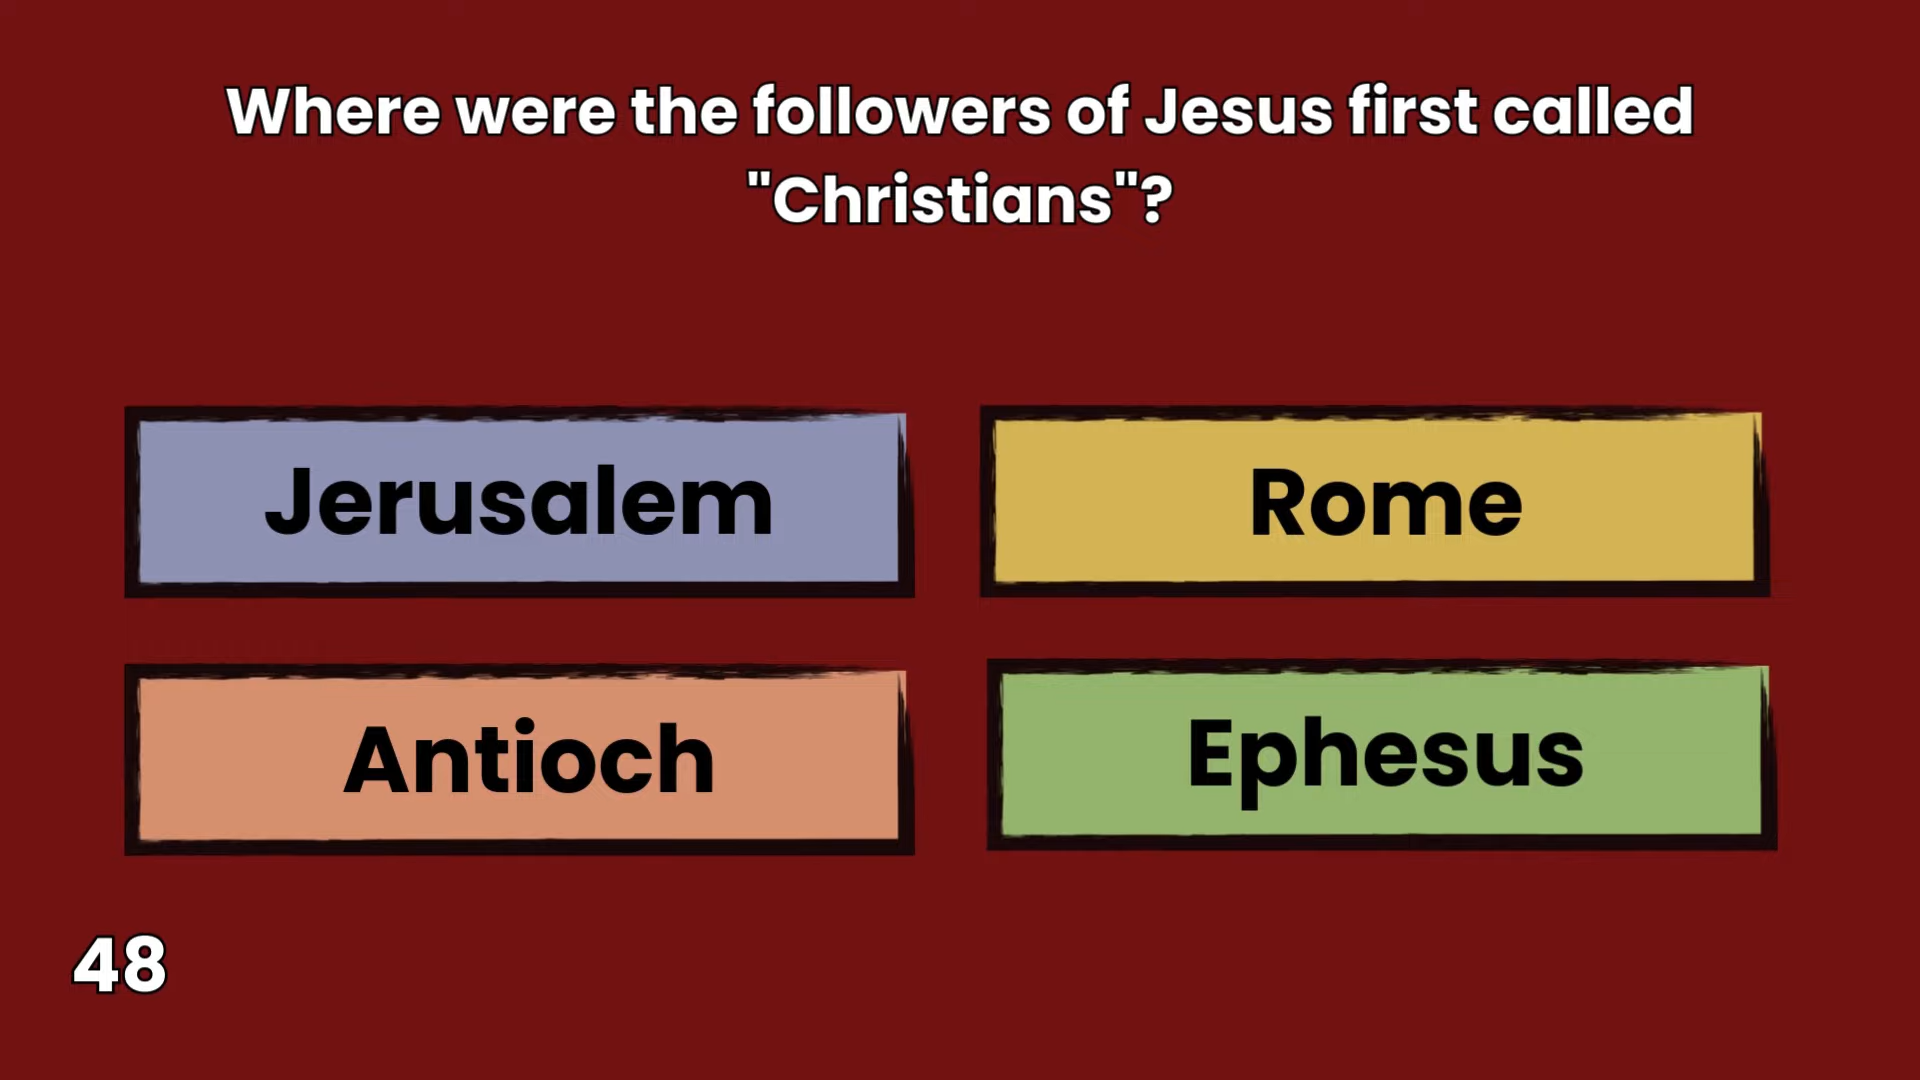 Where were the followers of Jesus first called
"Christians"?
Jerusalem
Rome
Antioch
Ephesus
48